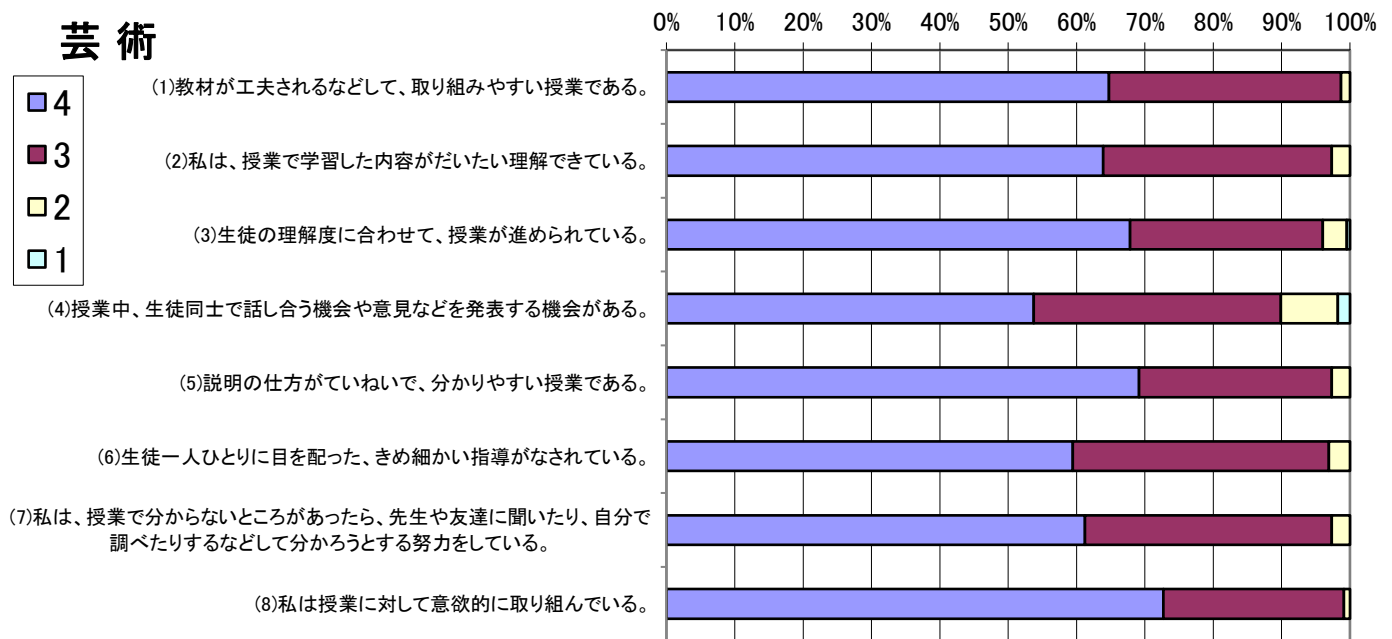 芸 術
0% 10% 20% 30% 40% 50% 60% 70% 80% 90% 100%
4
3
2
1
(1)教材が工夫されるなどして、取り組みやすい授業である。
(2)私は、授業で学習した内容がだいたい理解できている。
(3)生徒の理解度に合わせて、授業が進められている。
(4)授業中、生徒同士で話し合う機会や意見などを発表する機会がある。
(5)説明の仕方がていねいで、分かりやすい授業である。
(6)生徒一人ひとりに目を配った、きめ細かい指導がなされている。
(7)私は、授業で分からないところがあったら、先生や友達に聞いたり、自分で
調べたりするなどして分かろうとする努力をしている。
(8)私は授業に対して意欲的に取り組んでいる。